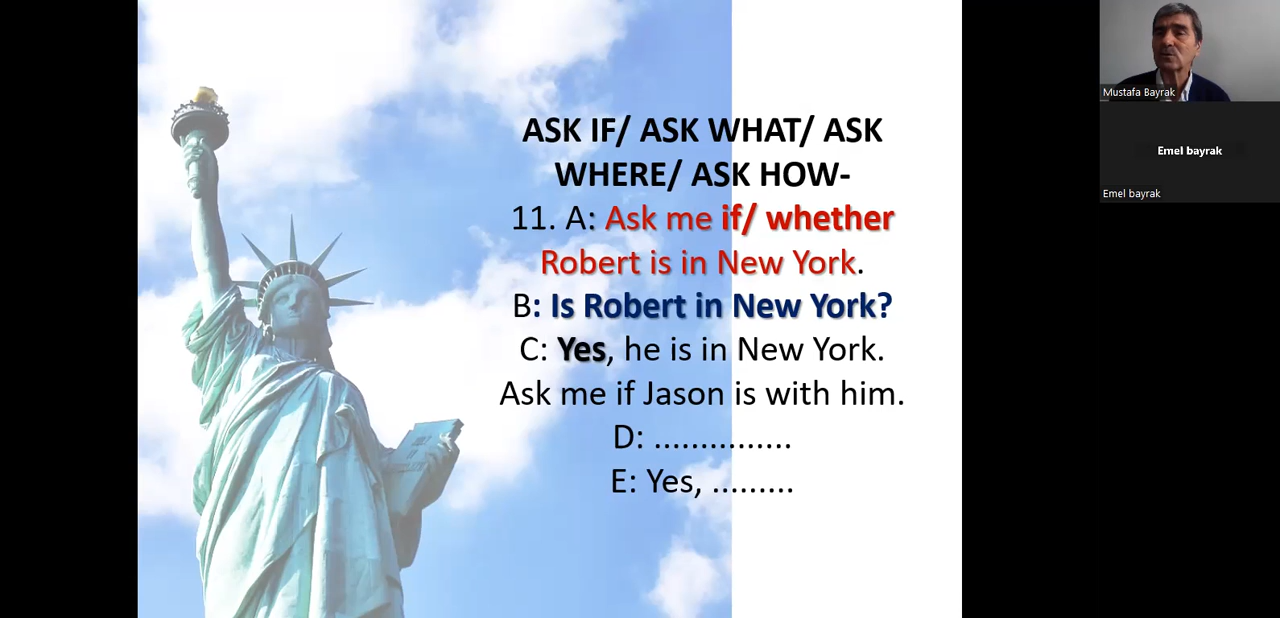 ASK IF/ ASK WHAT/ ASK
WHERE/ ASK HOW-
11. A: Ask me if/ whether
Robert is in New York.
B: Is Robert in New York?
C: Yes, he is in New York.
Ask me if Jason is with him.
D: ...............
E: Yes, .........
Mustafa Bayrak
Emel bayrak
Emel bayrak